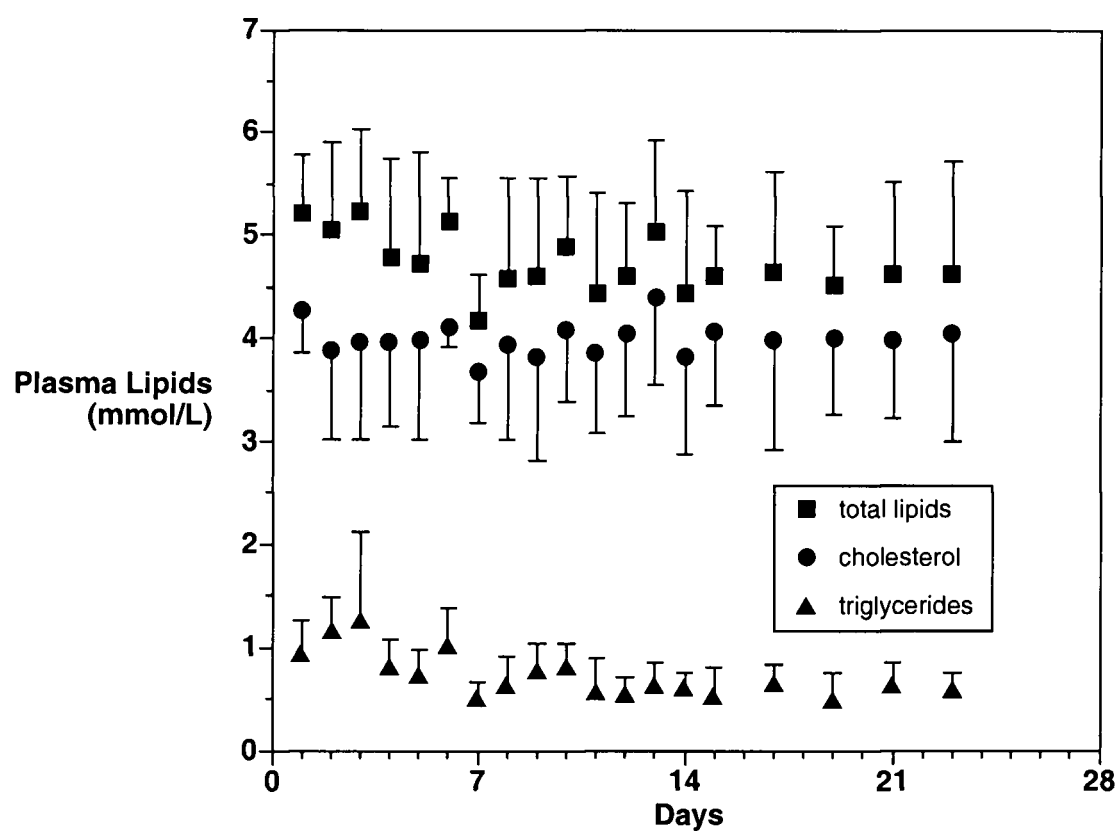 7
6
5
4
3
2
1
0
Plasma Lipids
(mmol/L)
total lipids
cholesterol
triglycerides
0 7 14 21 28
Days